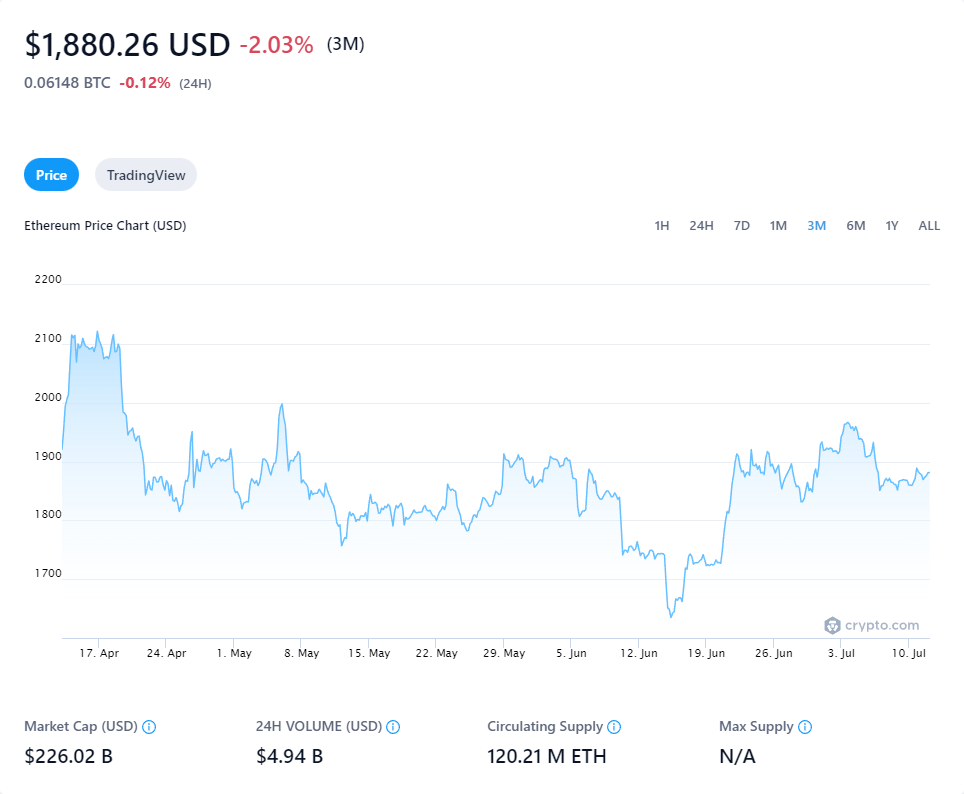 $1,880.26 USD -2.03% (3M)
0.06148 BTC -0.12% (24H)
Price TradingView
Ethereum Price Chart (USD) 1H 24H 7D 1M 3M 6M 1Y ALL
2200
2100
2000
1900
1800
1700
crypto.com
17. Apr 24. Apr 1. May 8. May 15. May 22. May 29. May 5. Jun 12. Jun 19. Jun 26. Jun 3. Jul 10. Jul
Market Cap (USD) 24H VOLUME (USD) Circulating Supply Max Supply
$226.02 B $4.94 B 120.21 M ETH N/A